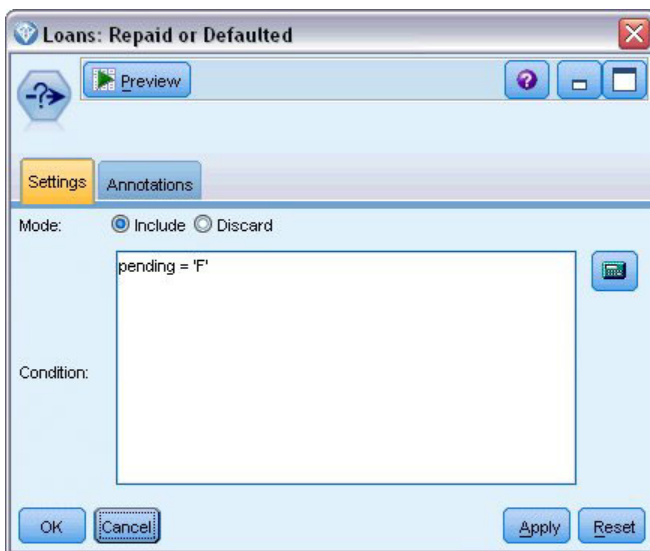 Loans: Repaid or Defaulted
Preview
Settings
Annotations
Mode:
Include
Discard
pending = 'F'
Condition:
OK
Cancel
Apply
Reset